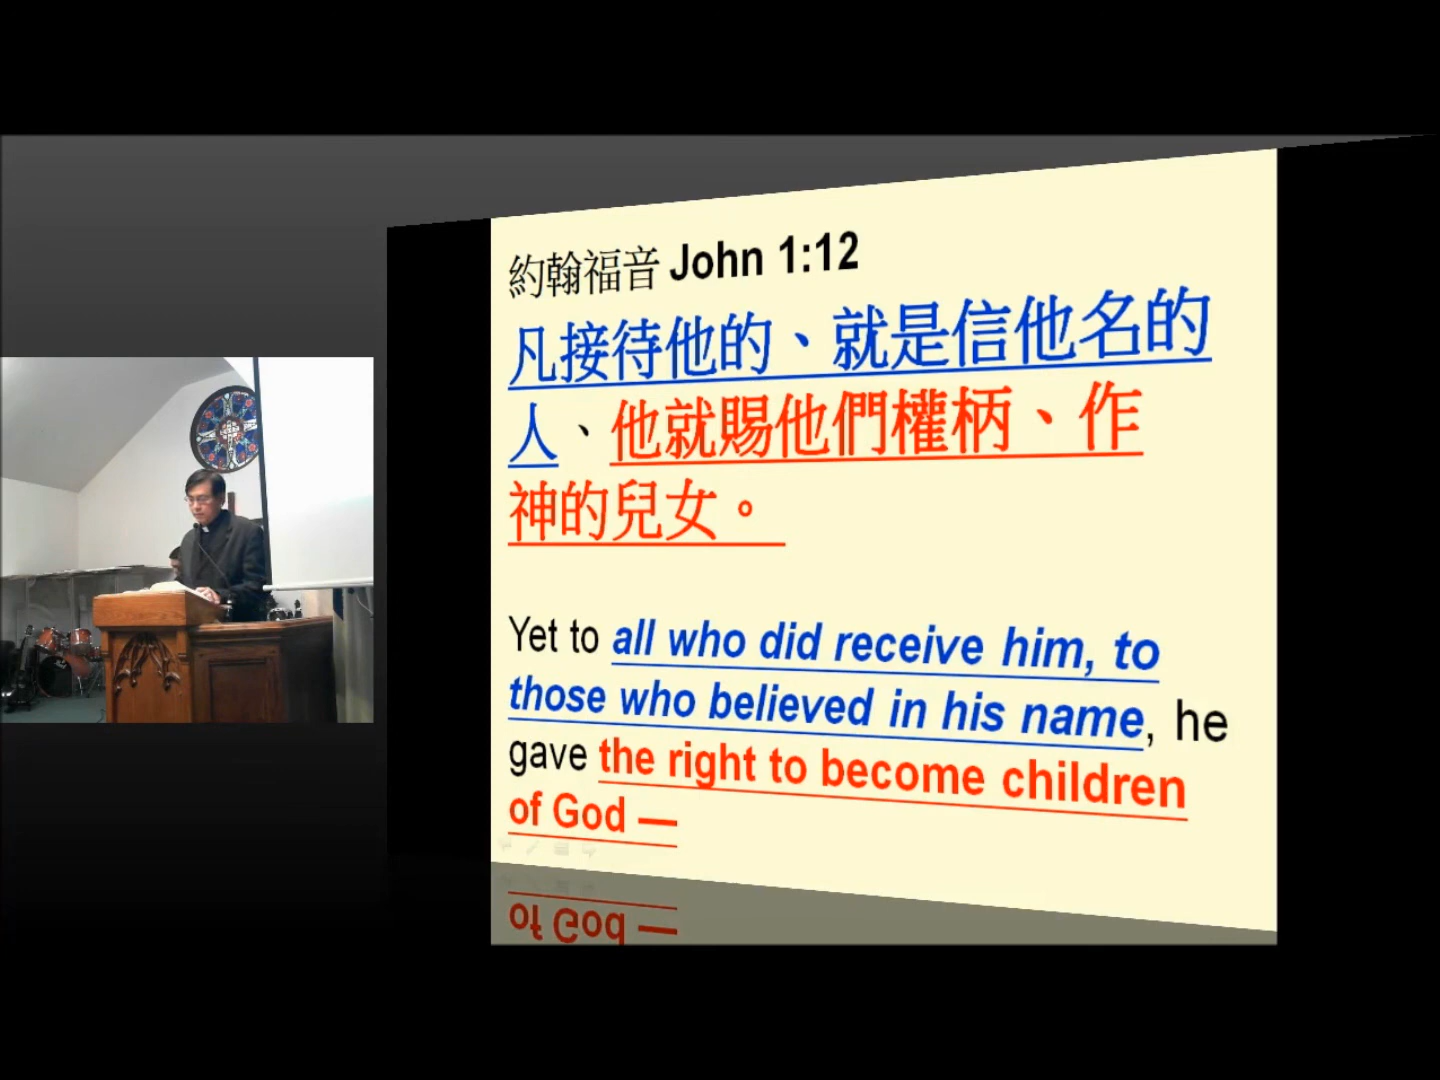 約翰福音 John 1:12
凡接待他的、就是信他名的
人、他就賜他們權柄、作
神的兒女。
Yet to all who did receive him, to
those who believed in his name, he
gave the right to become children
of God —